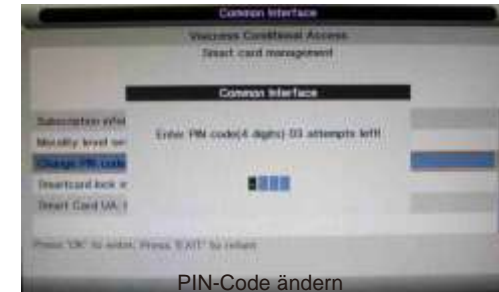 Common Interface
Viaccess Conditional Access
Smart card management
Common Interface
Subscription infor
Enter PIN code(4 digits) 03 attempts left!
Morality level
Change PIN code
Smartcard lock
Smart Card UA:
Press 'OK' to enter, Press 'EXIT' to return
PIN-Code ändern